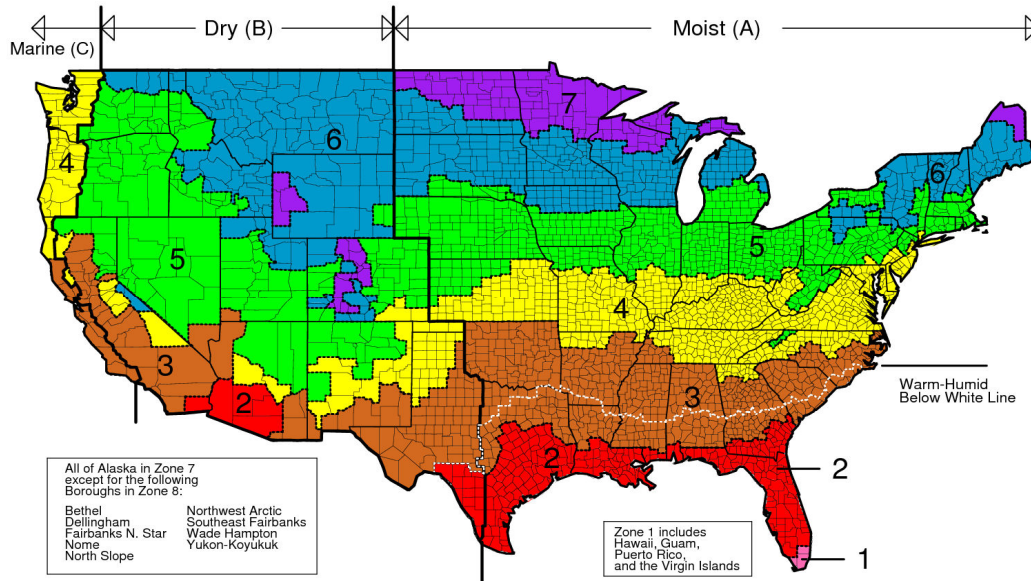 Marine (C)
Dry (B)
Moist (A)
7
6
6
4
5
5
4
3
3
2
2
2
1
Warm-Humid
Below White Line
All of Alaska in Zone 7
except for the following
Boroughs in Zone 8:
Bethel
Dellingham
Fairbanks N. Star
Nome
North Slope
Northwest Arctic
Southeast Fairbanks
Wade Hampton
Yukon-Koyukuk
Zone 1 includes
Hawaii, Guam,
Puerto Rico,
and the Virgin Islands